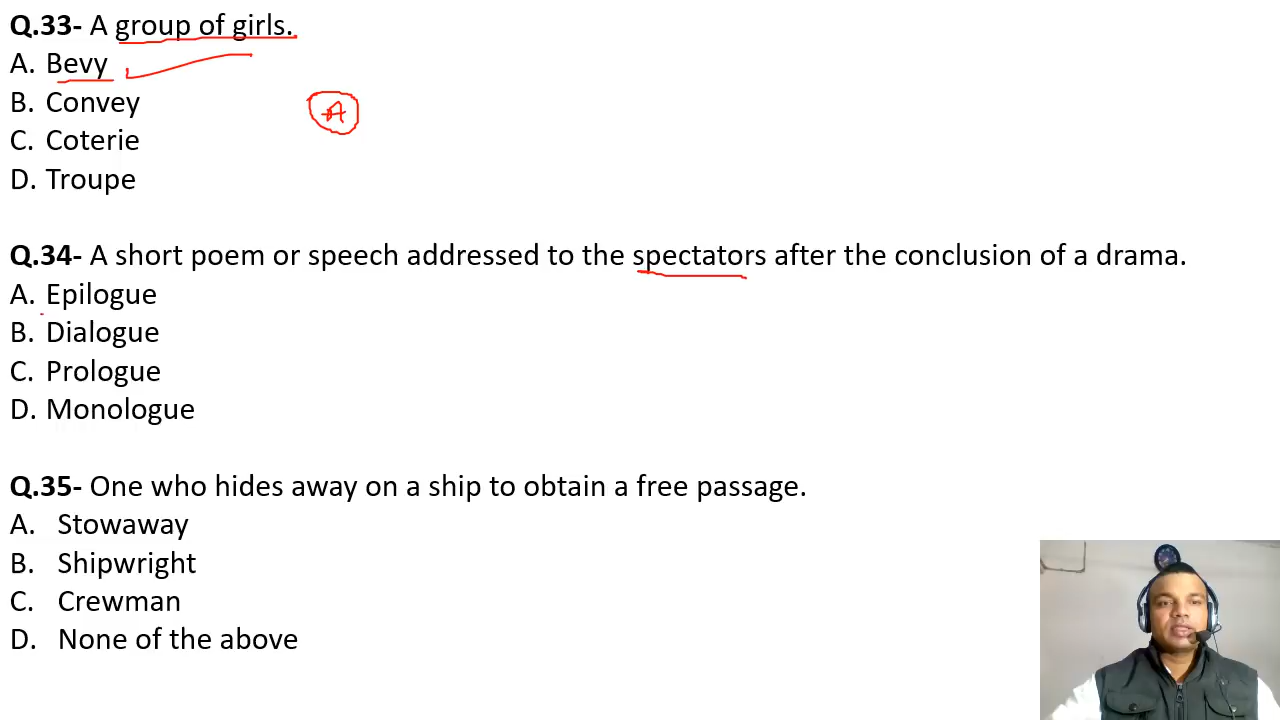 Q.33- A group of girls.
A. Bevy
B. Convey
A
C. Coterie
D. Troupe
Q.34- A short poem or speech addressed to the spectators after the conclusion of a drama.
A. Epilogue
B. Dialogue
C. Prologue
D. Monologue
Q.35- One who hides away on a ship to obtain a free passage.
A. Stowaway
B. Shipwright
C. Crewman
D. None of the above